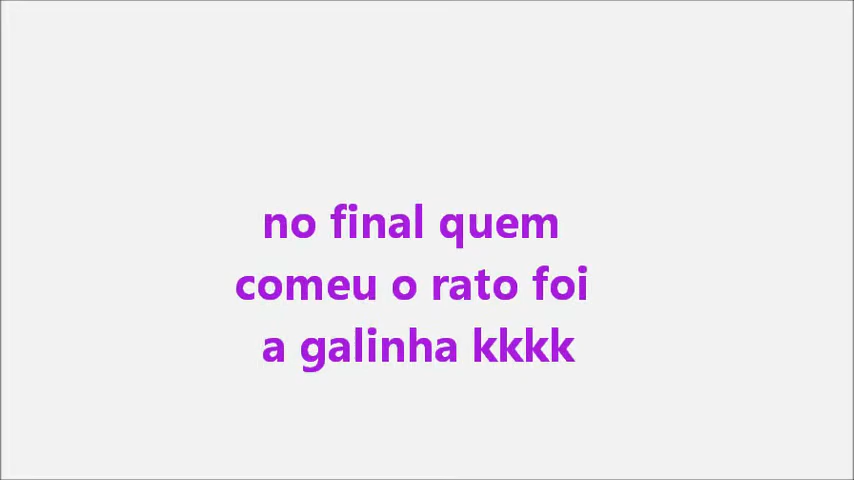 no final quem
comeu o rato foi
a galinha kkkk